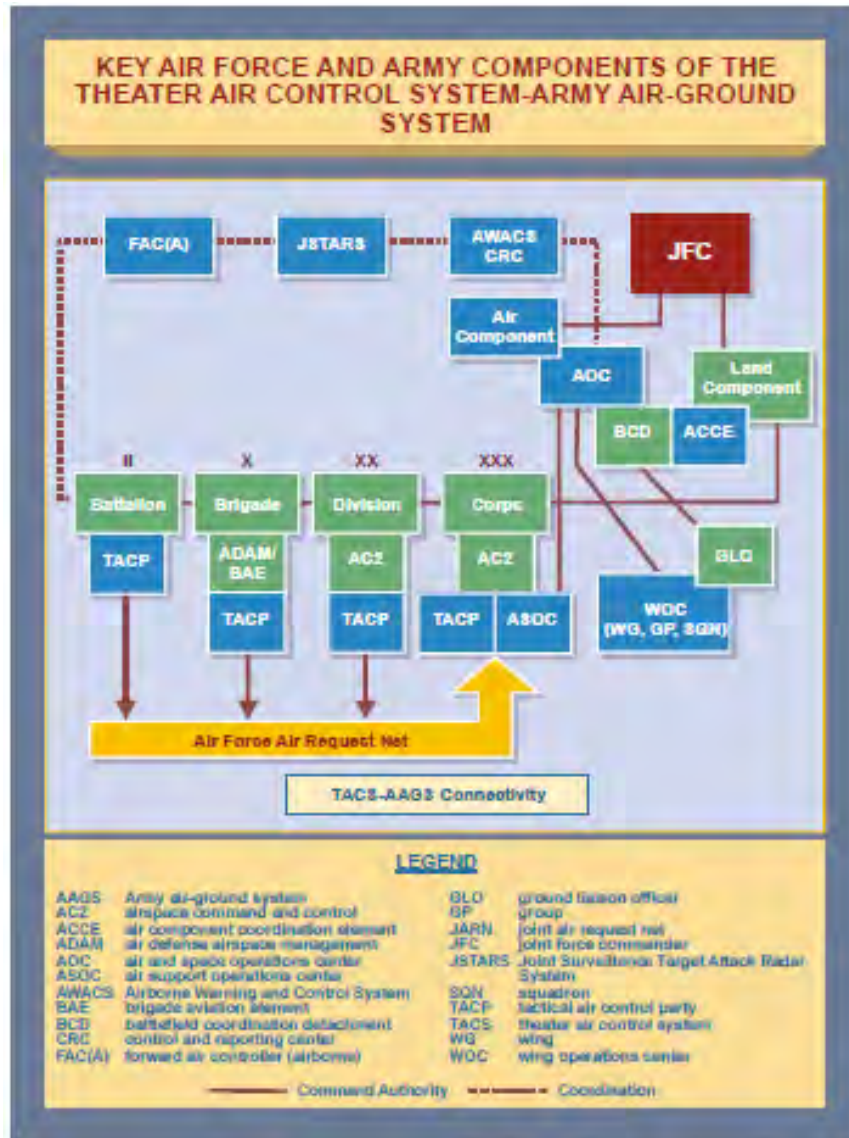 KEY AIR FORCE AND ARMY COMPONENTS OF THE
THEATER AIR CONTROL SYSTEM-ARMY AIR-GROUND
SYSTEM
FAC(A)
JSTARS
AWACS
CRC
JFC
Air
Component
AOC
Land
Component
BCD
ACCE
II
X
XX
XXX
Battalion
Brigade
Division
Corps
TACP
ADAM/
BAE
AC2
AC2
GLO
TACP
TACP
TACP
ASOC
WOC
(WG, GP, SQN)
Air Force Air Request Net
TACS-AAGS Connectivity
LEGEND
AAGS Army air-ground system
AC2 airspace command and control
ACCE air component coordination element
ADAM air defense airspace management
AOC air and space operations center
ASOC air support operations center
AWACS Airborne Warning and Control System
BAE brigade aviation element
BCD battlefield coordination detachment
CRC control and reporting center
FAC(A) forward air controller (airborne)
GLO ground liaison officer
GP group
JARN joint air request net
JFC joint force commander
JSTARS Joint Surveillance Target Attack Radar
System
SQN squadron
TACP tactical air control party
TACS theater air control system
WG wing
WOC wing operations center
Command Authority
Coordination